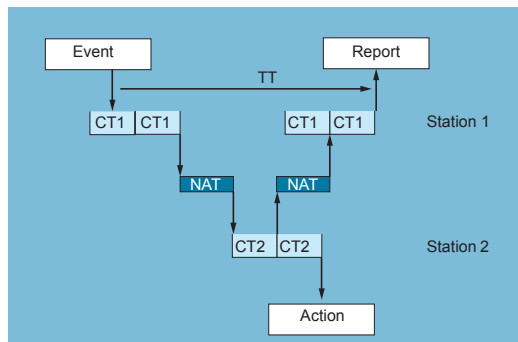 Event
Report
TT
CT1 CT1 CT1 CT1 Station 1
NAT NAT
CT2 CT2 Station 2
Action